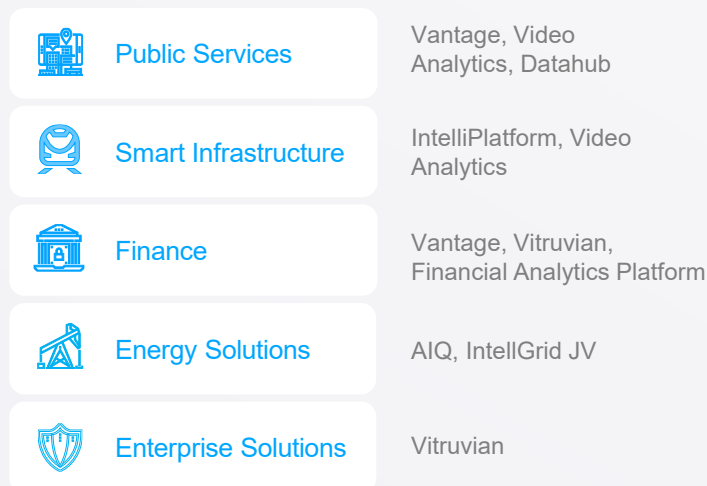 Public Services
Vantage, Video
Analytics, Datahub
Smart Infrastructure
IntelliPlatform, Video
Analytics
Finance
Vantage, Vitruvian,
Financial Analytics Platform
Energy Solutions
AIQ, IntellGrid JV
Enterprise Solutions
Vitruvian